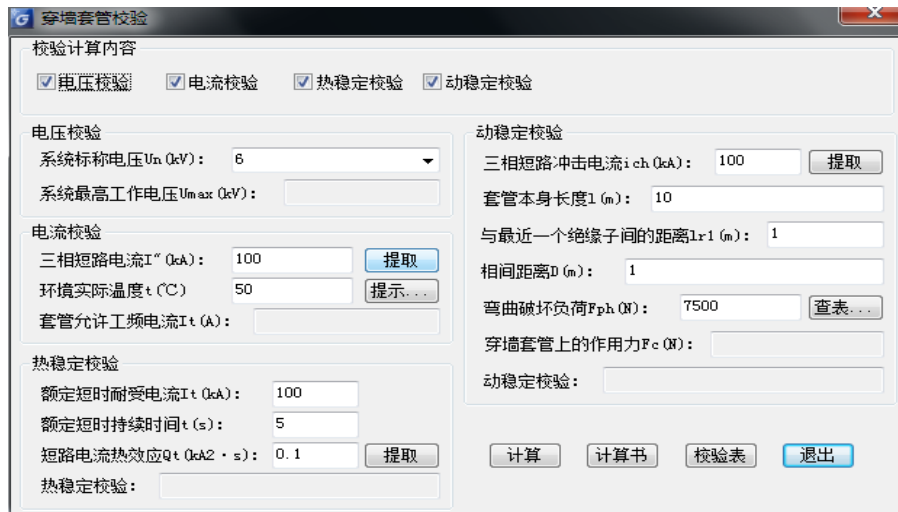 穿墙套管校验
校验计算内容
电压校验 电流校验 热稳定校验 动稳定校验
电压校验
系统标称电压Un(kV): 6
系统最高工作电压Umax(kV):
电流校验
三相短路电流I"(kA): 100 提取
环境实际温度t(℃) 50 提示...
套管允许工频电流It(A):
热稳定校验
额定短时耐受电流It(kA): 100
额定短时持续时间t(s): 5
短路电流热效应Qt(kA2·s): 0.1 提取
热稳定校验:
动稳定校验
三相短路冲击电流ich(kA): 100 提取
套管本身长度l(m): 10
与最近一个绝缘子间的距离lr1(m): 1
相间距离D(m): 1
弯曲破坏负荷Fph(N): 7500 查表...
穿墙套管上的作用力Fc(N):
动稳定校验:
计算 计算书 校验表 退出